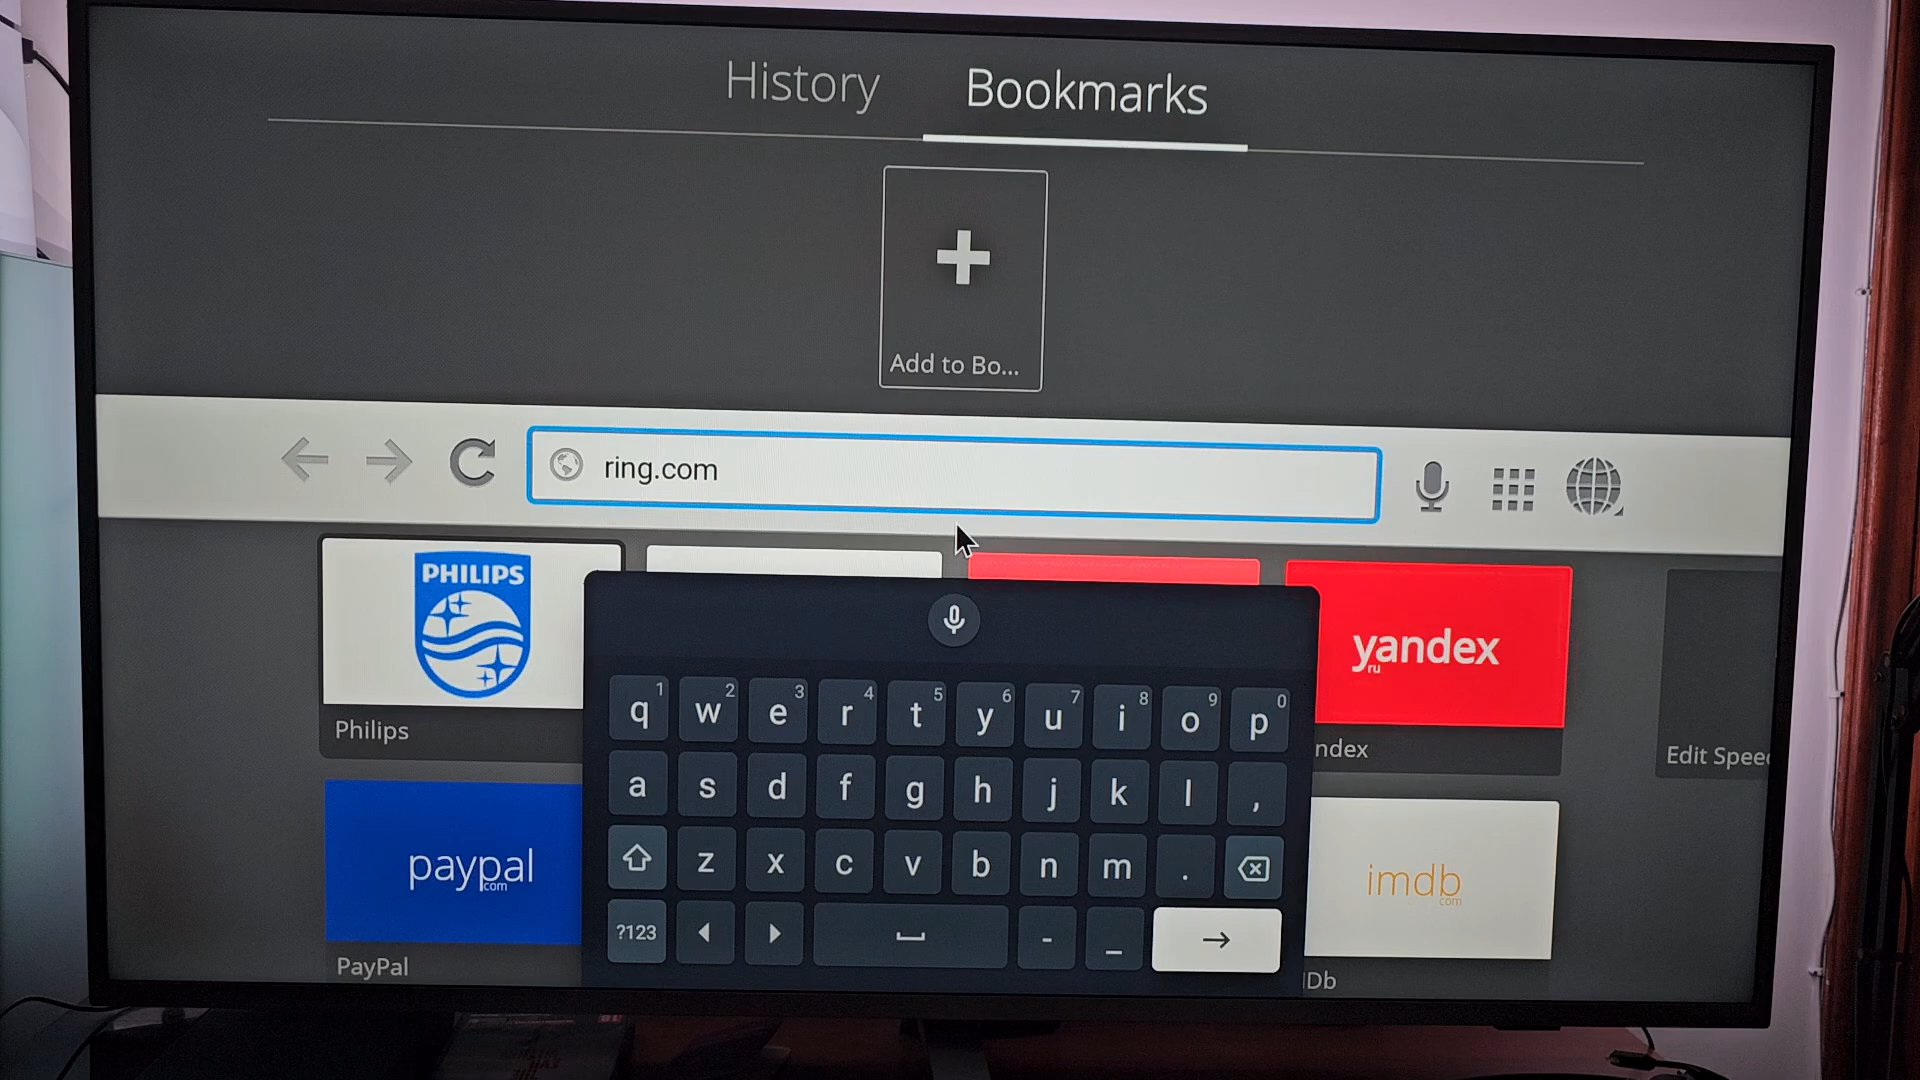 History Bookmarks
Add to Bo...
ring.com
PHILIPS
Philips
yandex
ru
ndex
Edit Spee
paypal
com
PayPal
imdb
com
Db
q 1 w 2 e 3 r 4 t 5 y 6 u 7 i 8 o 9 p 0
a s d f g h j k l ,
z x c v b n m .
?123 - _